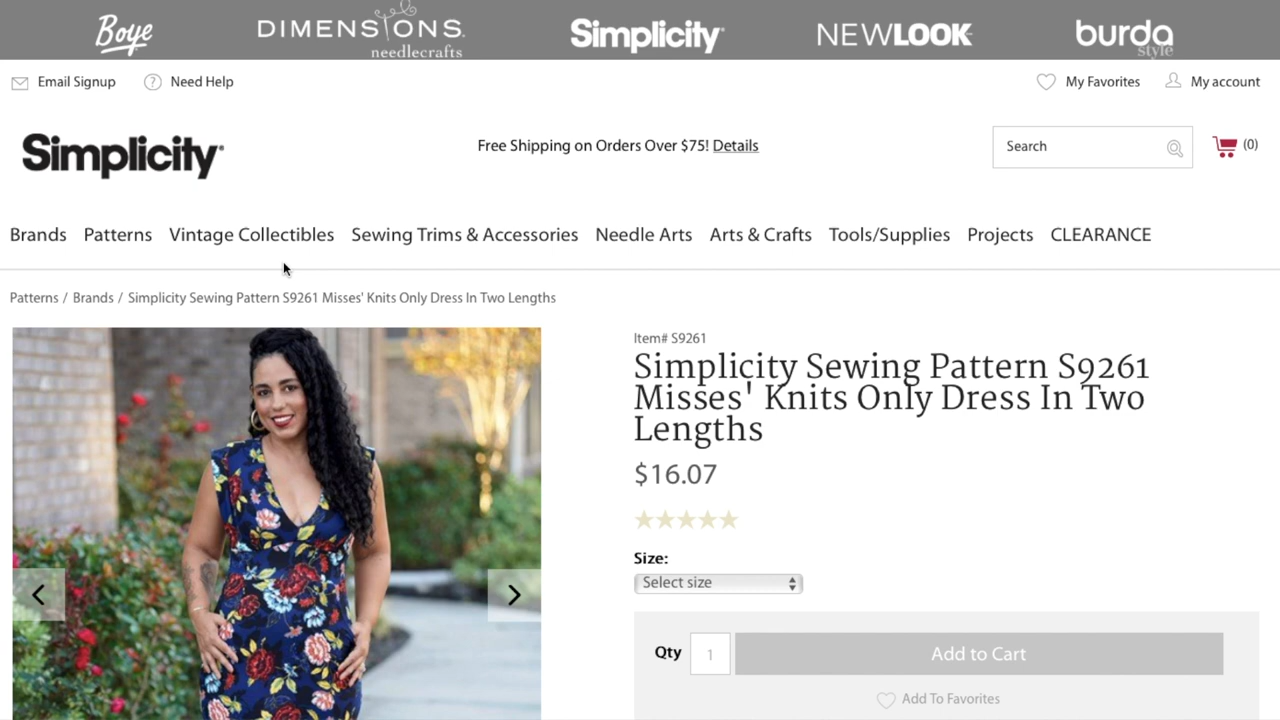 Boye DIMENSIONS needlecrafts Simplicity NEWLOOK burda style
Email Signup ? Need Help My Favorites My account
Simplicity Free Shipping on Orders Over $75! Details Search (0)
Brands Patterns Vintage Collectibles Sewing Trims & Accessories Needle Arts Arts & Crafts Tools/Supplies Projects CLEARANCE
Patterns / Brands / Simplicity Sewing Pattern S9261 Misses' Knits Only Dress In Two Lengths
Item# S9261
Simplicity Sewing Pattern S9261
Misses' Knits Only Dress In Two
Lengths
$16.07
Size:
Select size
Qty 1 Add to Cart
Add To Favorites